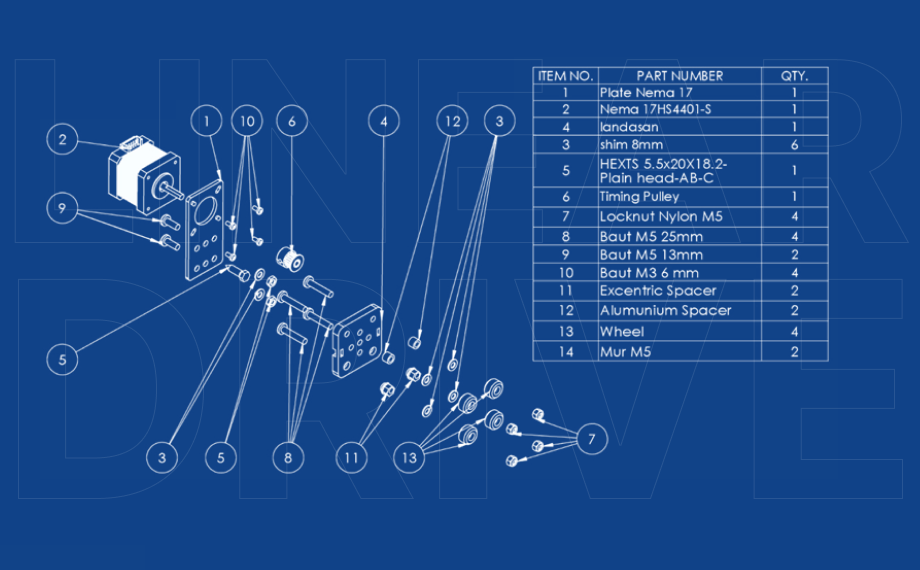 LINEAR
DRIVE
ITEM NO. PART NUMBER QTY.
1 Plate Nema 17 1
2 Nema 17HS4401-S 1
4 landasan 1
3 shim 8mm 6
5 HEXTS 5.5x20X18.2-
Plain head-AB-C 1
6 Timing Pulley 1
7 Locknut Nylon M5 4
8 Baut M5 25mm 4
9 Baut M5 13mm 2
10 Baut M3 6 mm 4
11 Excentric Spacer 2
12 Alumunium Spacer 2
13 Wheel 4
14 Mur M5 2
1 10 6 4 12 3
2
9
5
3 5 8 11 13 7